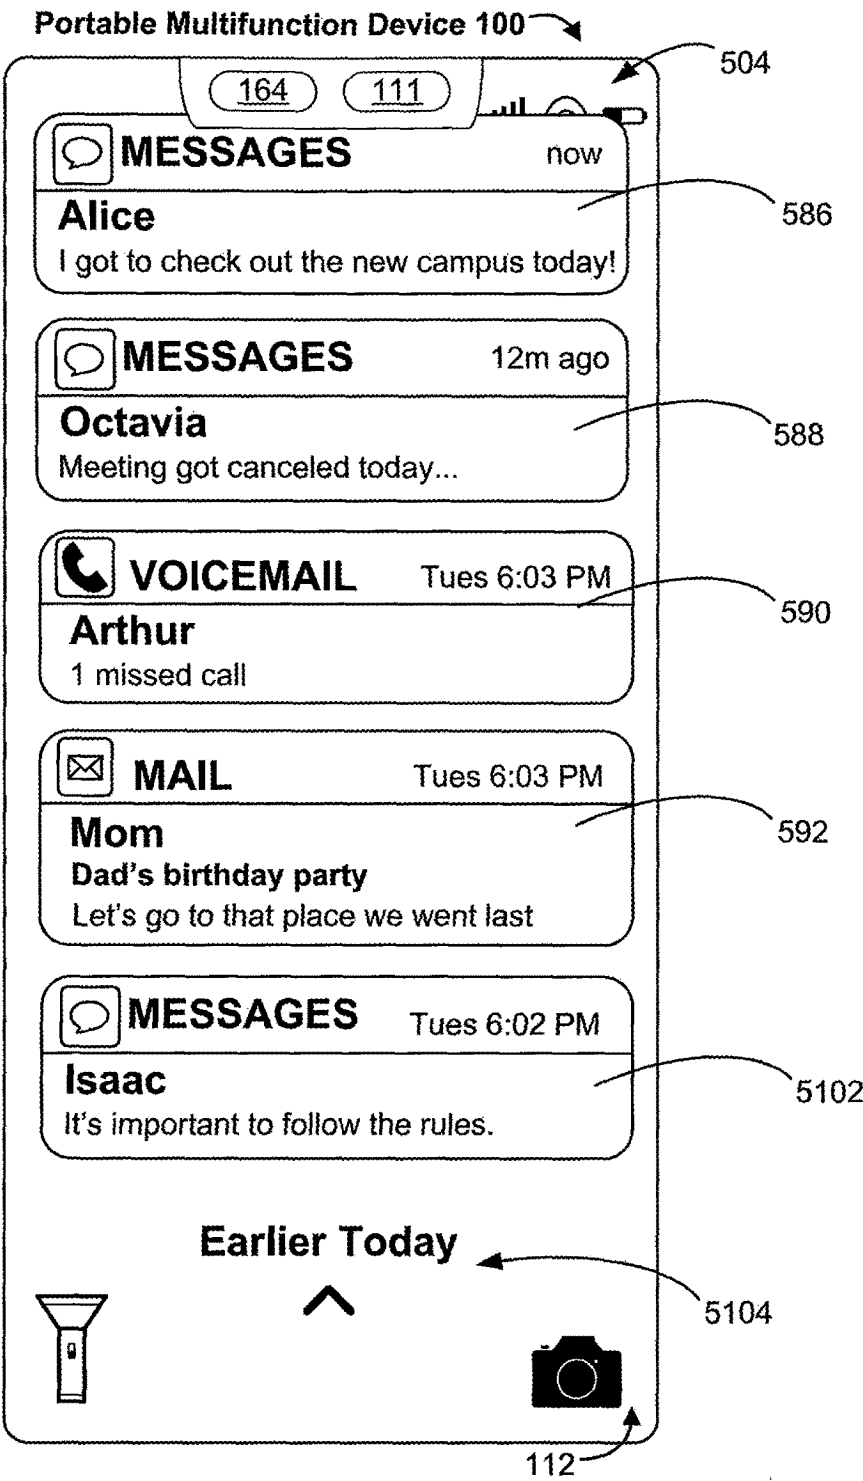 Portable Multifunction Device 100
504
164 111
MESSAGES now
586
Alice
I got to check out the new campus today!
MESSAGES 12m ago
Octavia
588
Meeting got canceled today...
VOICEMAIL Tues 6:03 PM
590
Arthur
1 missed call
MAIL Tues 6:03 PM
592
Mom
Dad's birthday party
Let's go to that place we went last
MESSAGES Tues 6:02 PM
Isaac
5102
It's important to follow the rules.
Earlier Today
5104
112